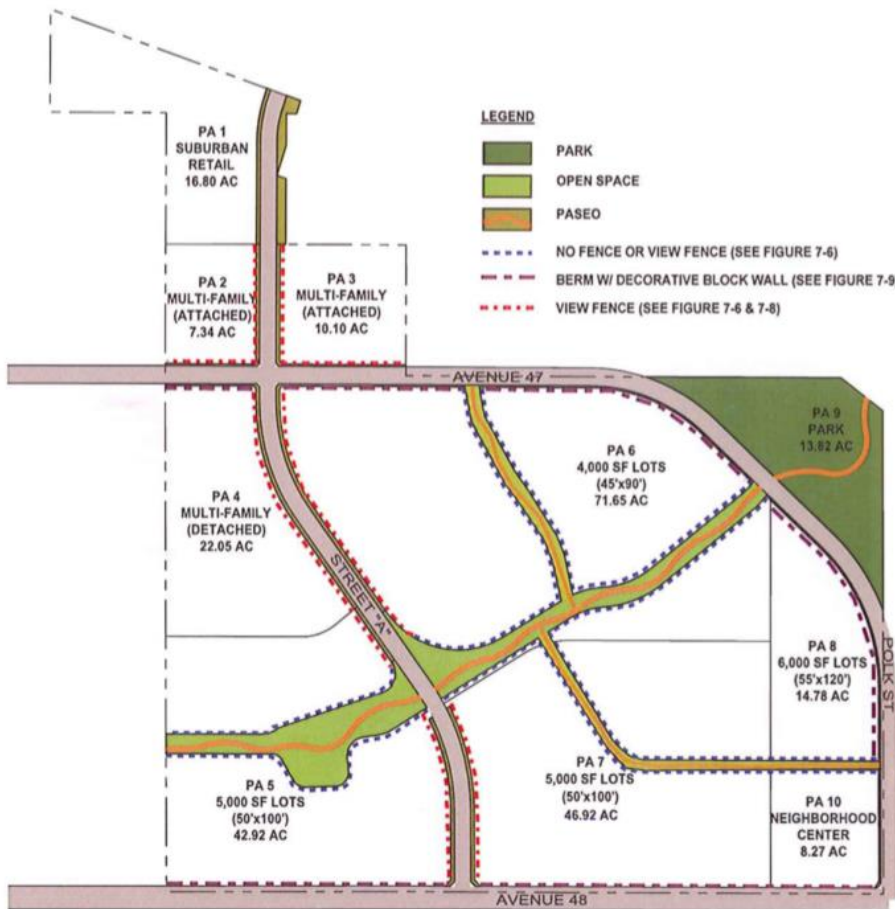 PA 1
SUBURBAN
RETAIL
16.80 AC
LEGEND
PARK
OPEN SPACE
PASEO
NO FENCE OR VIEW FENCE (SEE FIGURE 7-6)
BERM W/ DECORATIVE BLOCK WALL (SEE FIGURE 7-9
VIEW FENCE (SEE FIGURE 7-6 & 7-8)
PA 2
MULTI-FAMILY
(ATTACHED)
7.34 AC
PA 3
MULTI-FAMILY
(ATTACHED)
10.10 AC
AVENUE 47
PA 9
PARK
13.82 AC
PA 6
4,000 SF LOTS
(45'x90')
71.65 AC
PA 4
MULTI-FAMILY
(DETACHED)
22.05 AC
STREET "A"
PA 8
6,000 SF LOTS
(55'x120')
14.78 AC
POLK ST.
PA 5
5,000 SF LOTS
(50'x100')
42.92 AC
PA 7
5,000 SF LOTS
(50'x100')
46.92 AC
PA 10
NEIGHBORHOOD
CENTER
8.27 AC
AVENUE 48